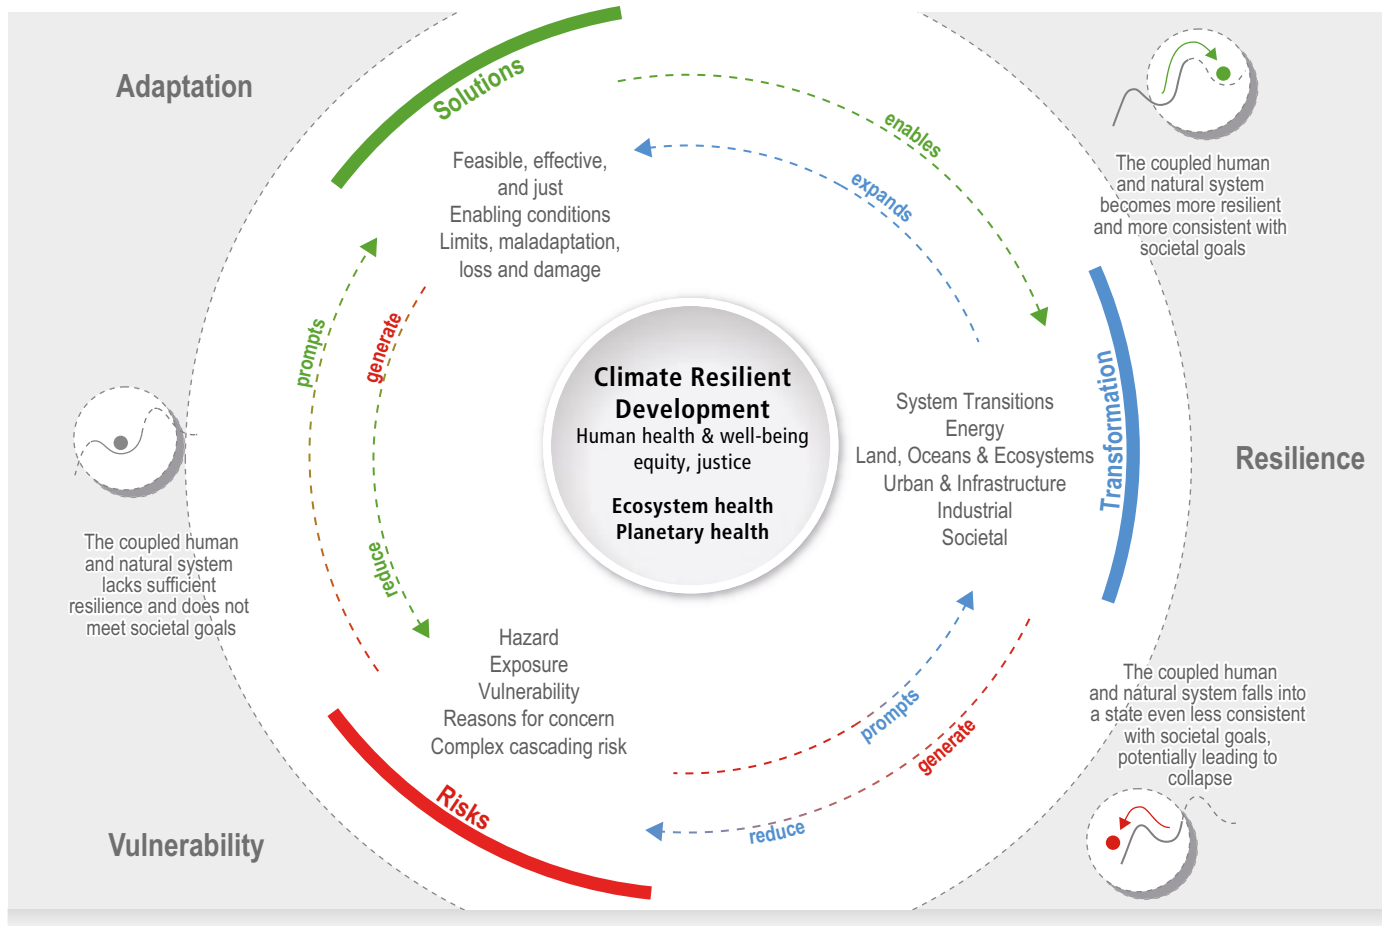 Adaptation
Solutions
Feasible, effective,
and just
Enabling conditions
Limits, maladaptation,
loss and damage
enables
expands
The coupled human
and natural system
becomes more resilient
and more consistent with
societal goals
prompts
generate
reduce
The coupled human
and natural system
lacks sufficient
resilience and does not
meet societal goals
Climate Resilient
Development
Human health & well-being
equity, justice
Ecosystem health
Planetary health
System Transitions
Energy
Land, Oceans & Ecosystems
Urban & Infrastructure
Industrial
Societal
Transformation
Resilience
Hazard
Exposure
Vulnerability
Reasons for concern
Complex cascading risk
Risks
Vulnerability
prompts
generate
reduce
The coupled human
and natural system falls into
a state even less consistent
with societal goals,
potentially leading to
collapse